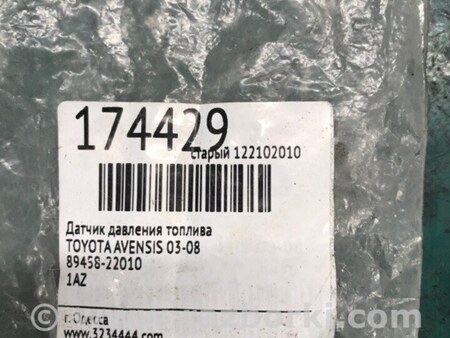 174429
старый 122102010
Датчик давления топлива
TOYOTA AVENSIS 03-08
89458-22010
1AZ
г. Одесса
www.3234444.com